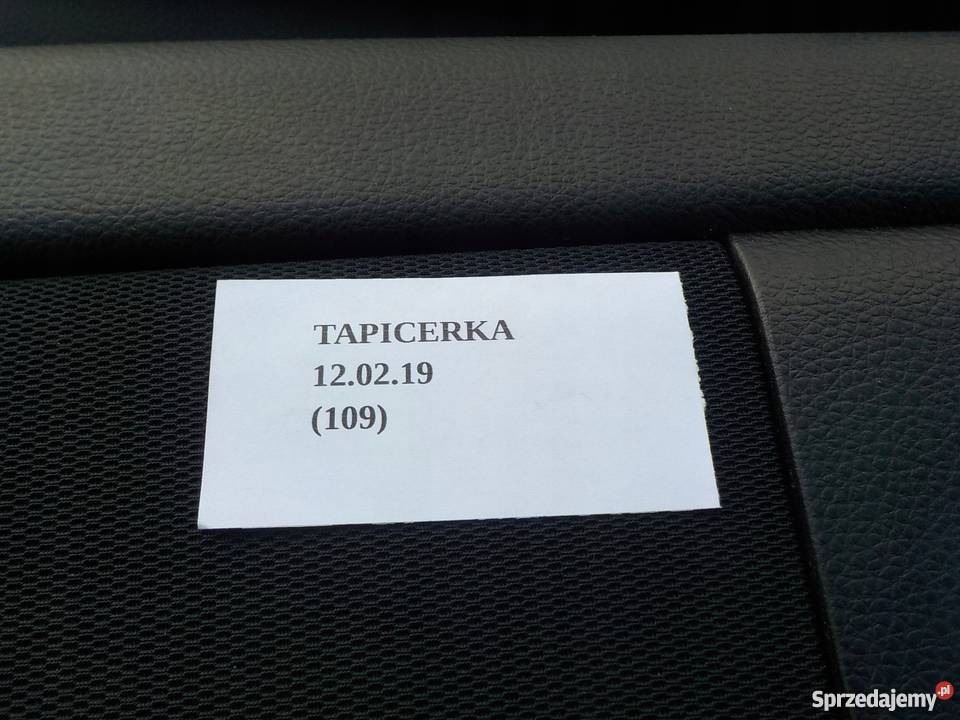 TAPICERKA
12.02.19
(109)
Sprzedajemy.pl